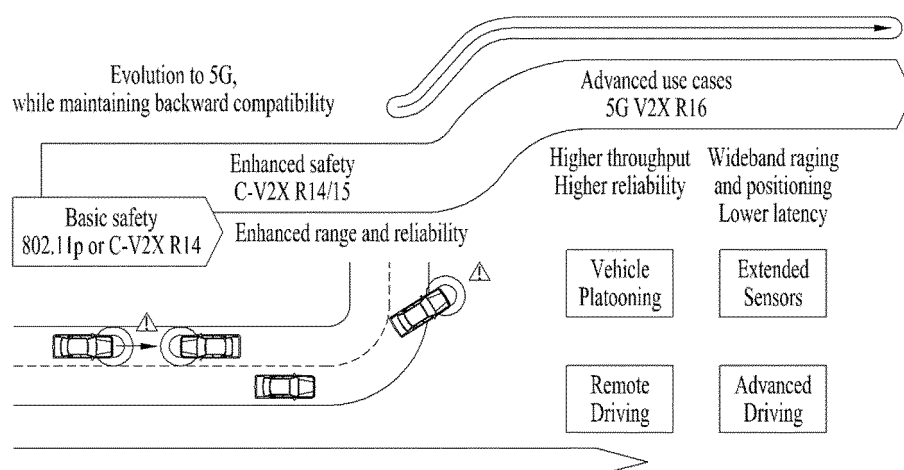 Evolution to 5G,
while maintaining backward compatibility
Advanced use cases
5G V2X R16
Enhanced safety
C-V2X R14/15
Higher throughput
Higher reliability
Wideband raging
and positioning
Lower latency
Basic safety
802.11p or C-V2X R14
Enhanced range and reliability
Vehicle
Platooning
Extended
Sensors
Remote
Driving
Advanced
Driving